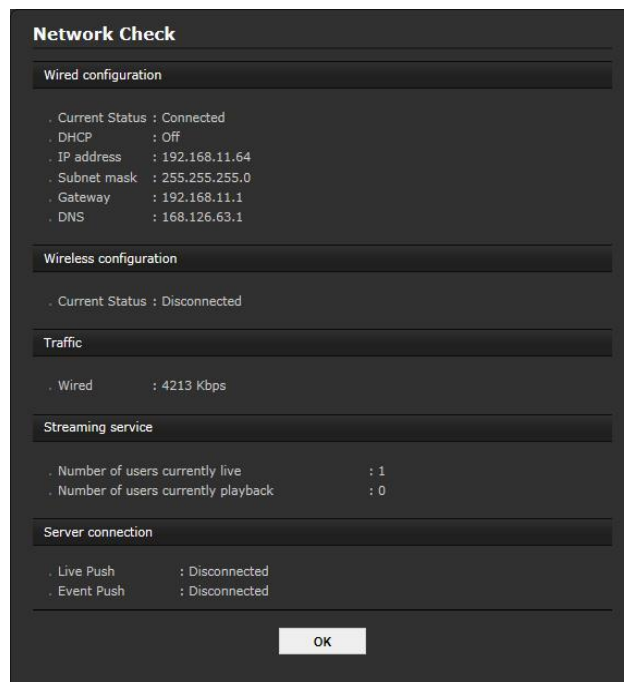 Network Check
Wired configuration
. Current Status : Connected
. DHCP : Off
. IP address : 192.168.11.64
. Subnet mask : 255.255.255.0
. Gateway : 192.168.11.1
. DNS : 168.126.63.1
Wireless configuration
. Current Status : Disconnected
Traffic
. Wired : 4213 Kbps
Streaming service
. Number of users currently live : 1
. Number of users currently playback : 0
Server connection
. Live Push : Disconnected
. Event Push : Disconnected
OK